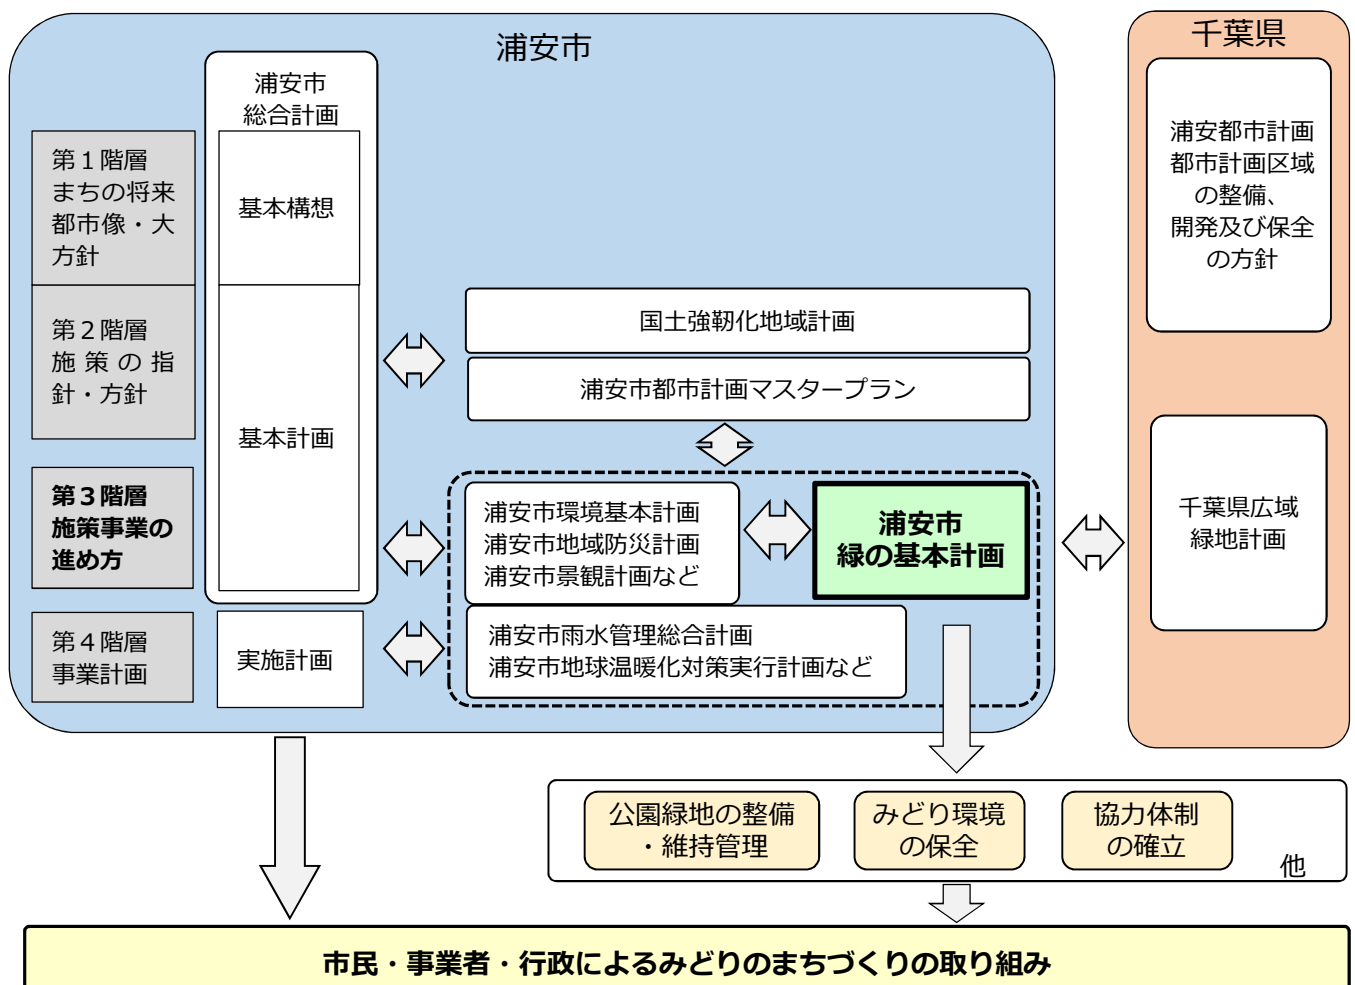 浦安市
千葉県
浦安市
総合計画
第１階層
まちの将来
都市像・大
方針
基本構想
第２階層
施策の指
針・方針
基本計画
第３階層
施策事業の
進め方
第４階層
事業計画
実施計画
国土強靭化地域計画
浦安市都市計画マスタープラン
浦安市環境基本計画
浦安市地域防災計画
浦安市景観計画など
浦安市
緑の基本計画
浦安市雨水管理総合計画
浦安市地球温暖化対策実行計画など
浦安都市計画
都市計画区域
の整備、
開発及び保全
の方針
千葉県広域
緑地計画
公園緑地の整備
・維持管理
みどり環境
の保全
協力体制
の確立
他
市民・事業者・行政によるみどりのまちづくりの取り組み